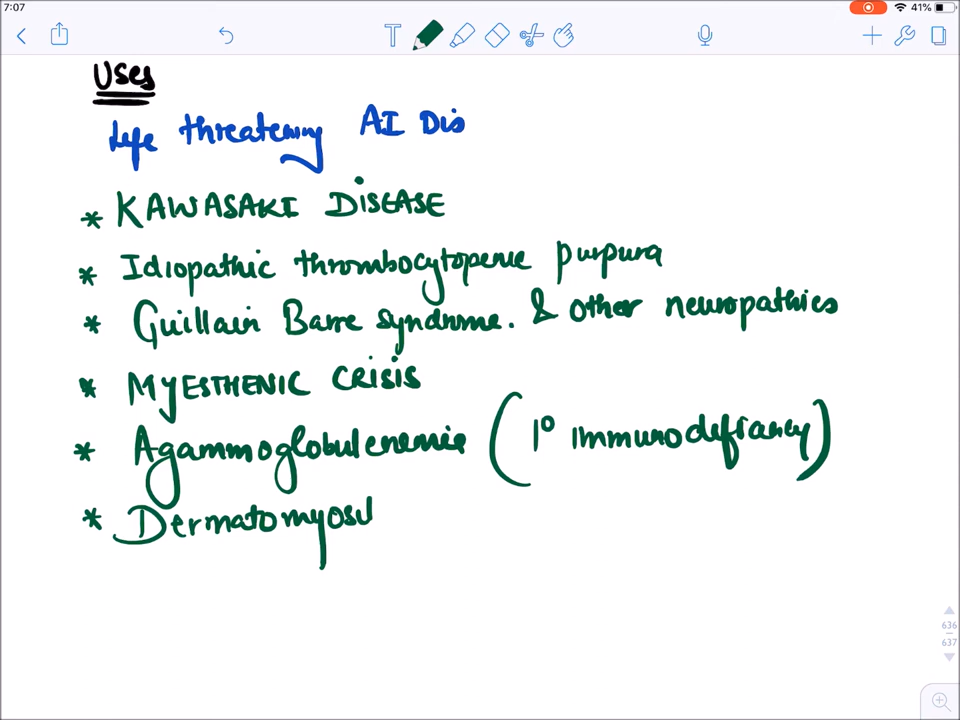 7:07
41%
T
Uses
Life threatening AI Dis
* KAWASAKI DISEASE
* Idiopathic thrombocytopenic purpura
* Guillain Barre syndrome. & other neuropathies
* MYESTHENIC CRISIS
* Agammoglobulenemia (1° immunodefiancy)
* Dermatomyosi
636
637